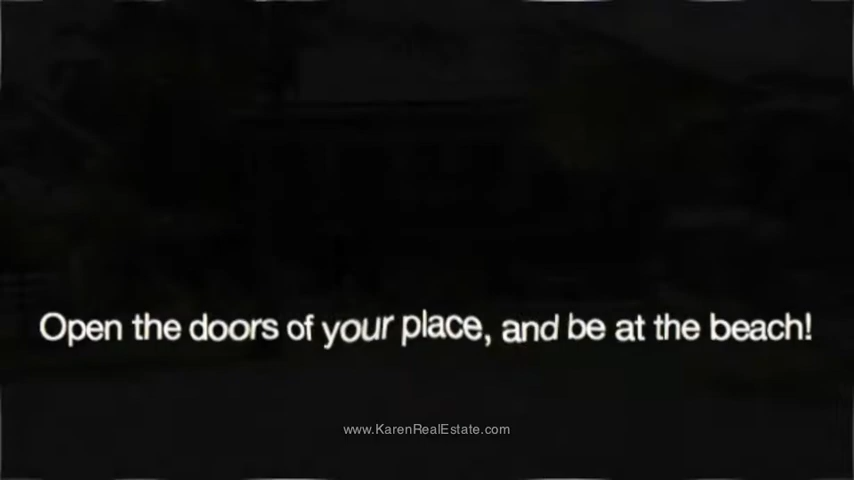 Open the doors of your place, and be at the beach!
www.KarenRealEstate.com